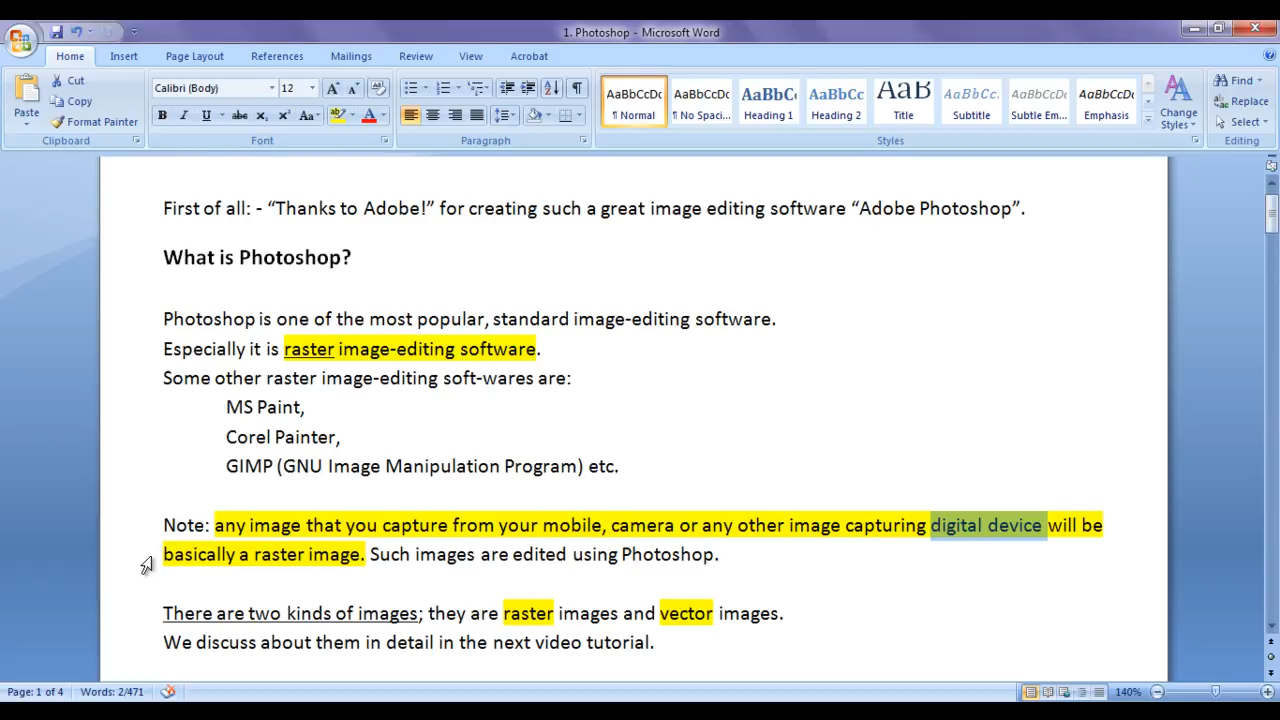 1. Photoshop - Microsoft Word
Home Insert Page Layout References Mailings Review View Acrobat
Paste
Cut
Copy
Format Painter
Clipboard
Calibri (Body) 12
B I U abc x₂ x² Aa
Font
Paragraph
AaBbCcDc AaBbCcDc AaBbCc AaBbCc AaB AaBbCc. AaBbCcDc AaBbCcDc
¶ Normal ¶ No Spaci... Heading 1 Heading 2 Title Subtitle Subtle Em... Emphasis
Change Styles
Styles
Find
Replace
Select
Editing
First of all: - “Thanks to Adobe!” for creating such a great image editing software “Adobe Photoshop”.
What is Photoshop?
Photoshop is one of the most popular, standard image-editing software.
Especially it is raster image-editing software.
Some other raster image-editing soft-wares are:
MS Paint,
Corel Painter,
GIMP (GNU Image Manipulation Program) etc.
Note: any image that you capture from your mobile, camera or any other image capturing digital device will be
basically a raster image. Such images are edited using Photoshop.
There are two kinds of images; they are raster images and vector images.
We discuss about them in detail in the next video tutorial.
Page: 1 of 4 Words: 2/471 140%